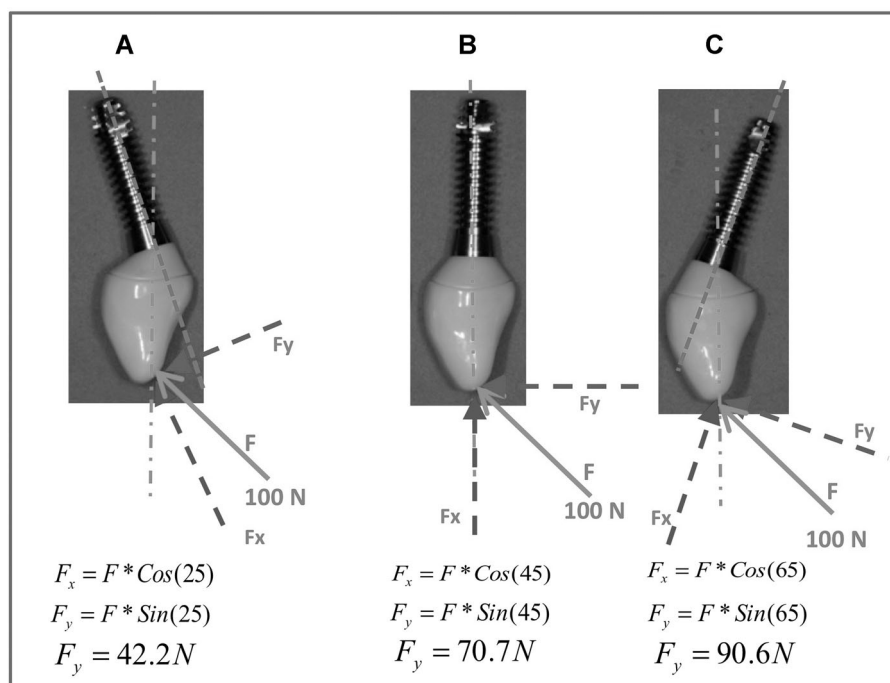 A
B
C
Fy
F
100 N
Fx
Fy
F
100 N
Fx
Fy
F
100 N
Fx
F_x = F * Cos(25)
F_y = F * Sin(25)
F_y = 42.2N
F_x = F * Cos(45)
F_y = F * Sin(45)
F_y = 70.7N
F_x = F * Cos(65)
F_y = F * Sin(65)
F_y = 90.6N